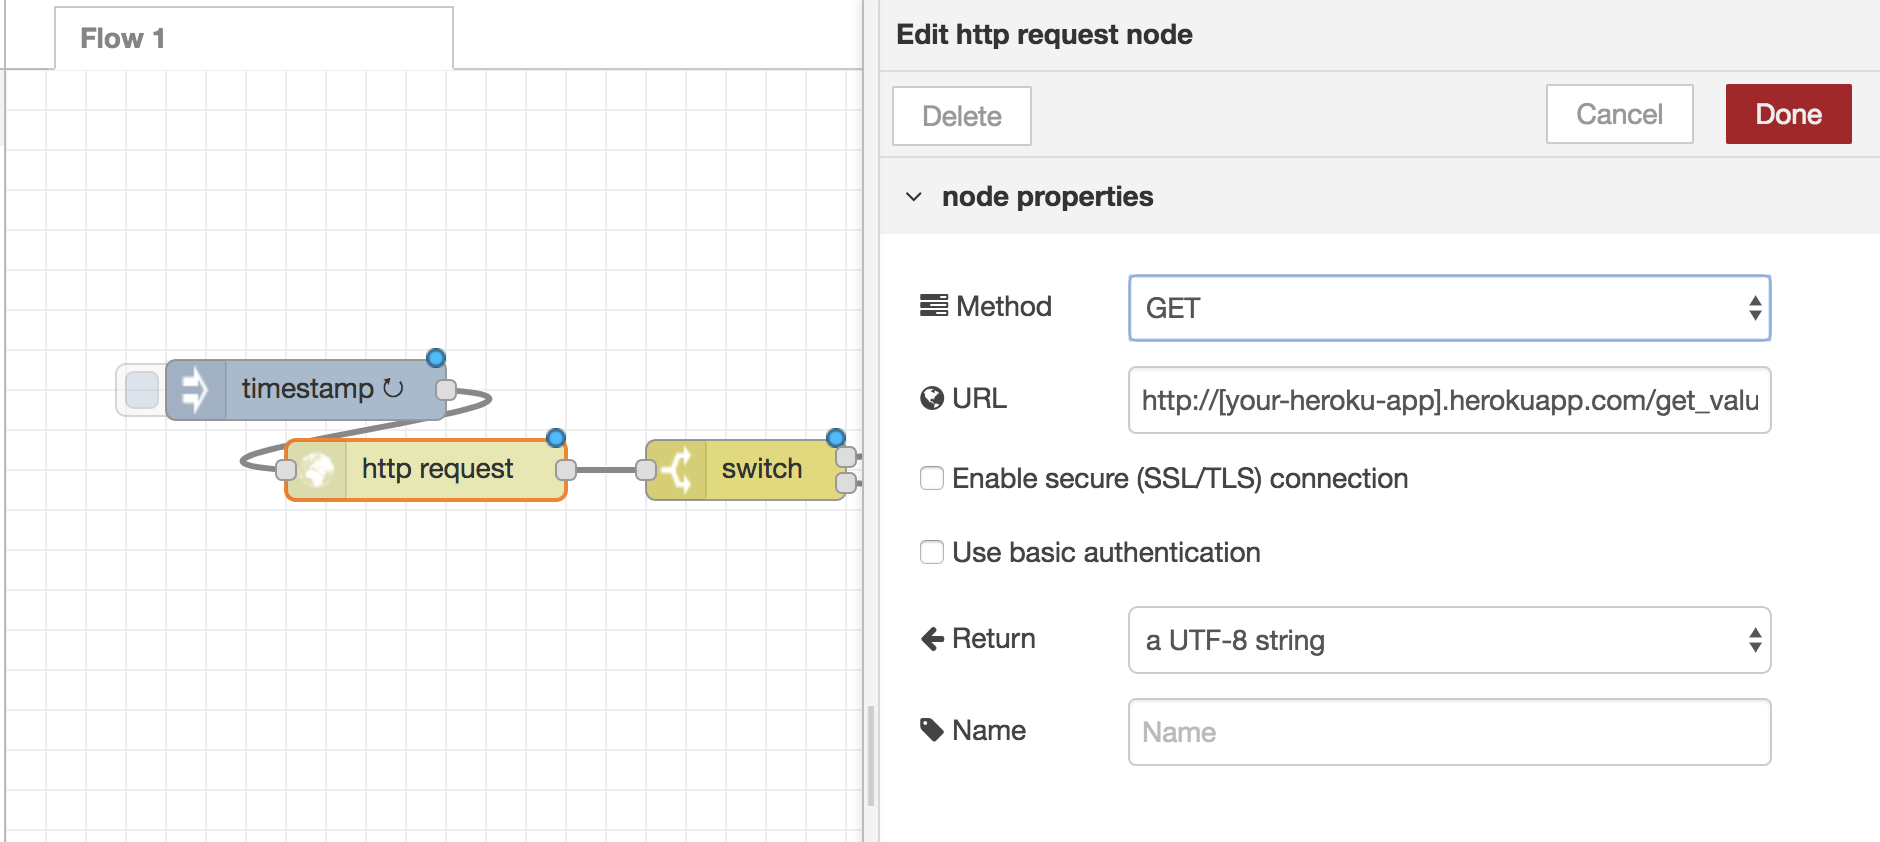 Flow 1
timestamp ↻
http request
switch
Edit http request node
Delete
Cancel
Done
node properties
Method
GET
URL
http://[your-heroku-app].herokuapp.com/get_valu
Enable secure (SSL/TLS) connection
Use basic authentication
Return
a UTF-8 string
Name
Name